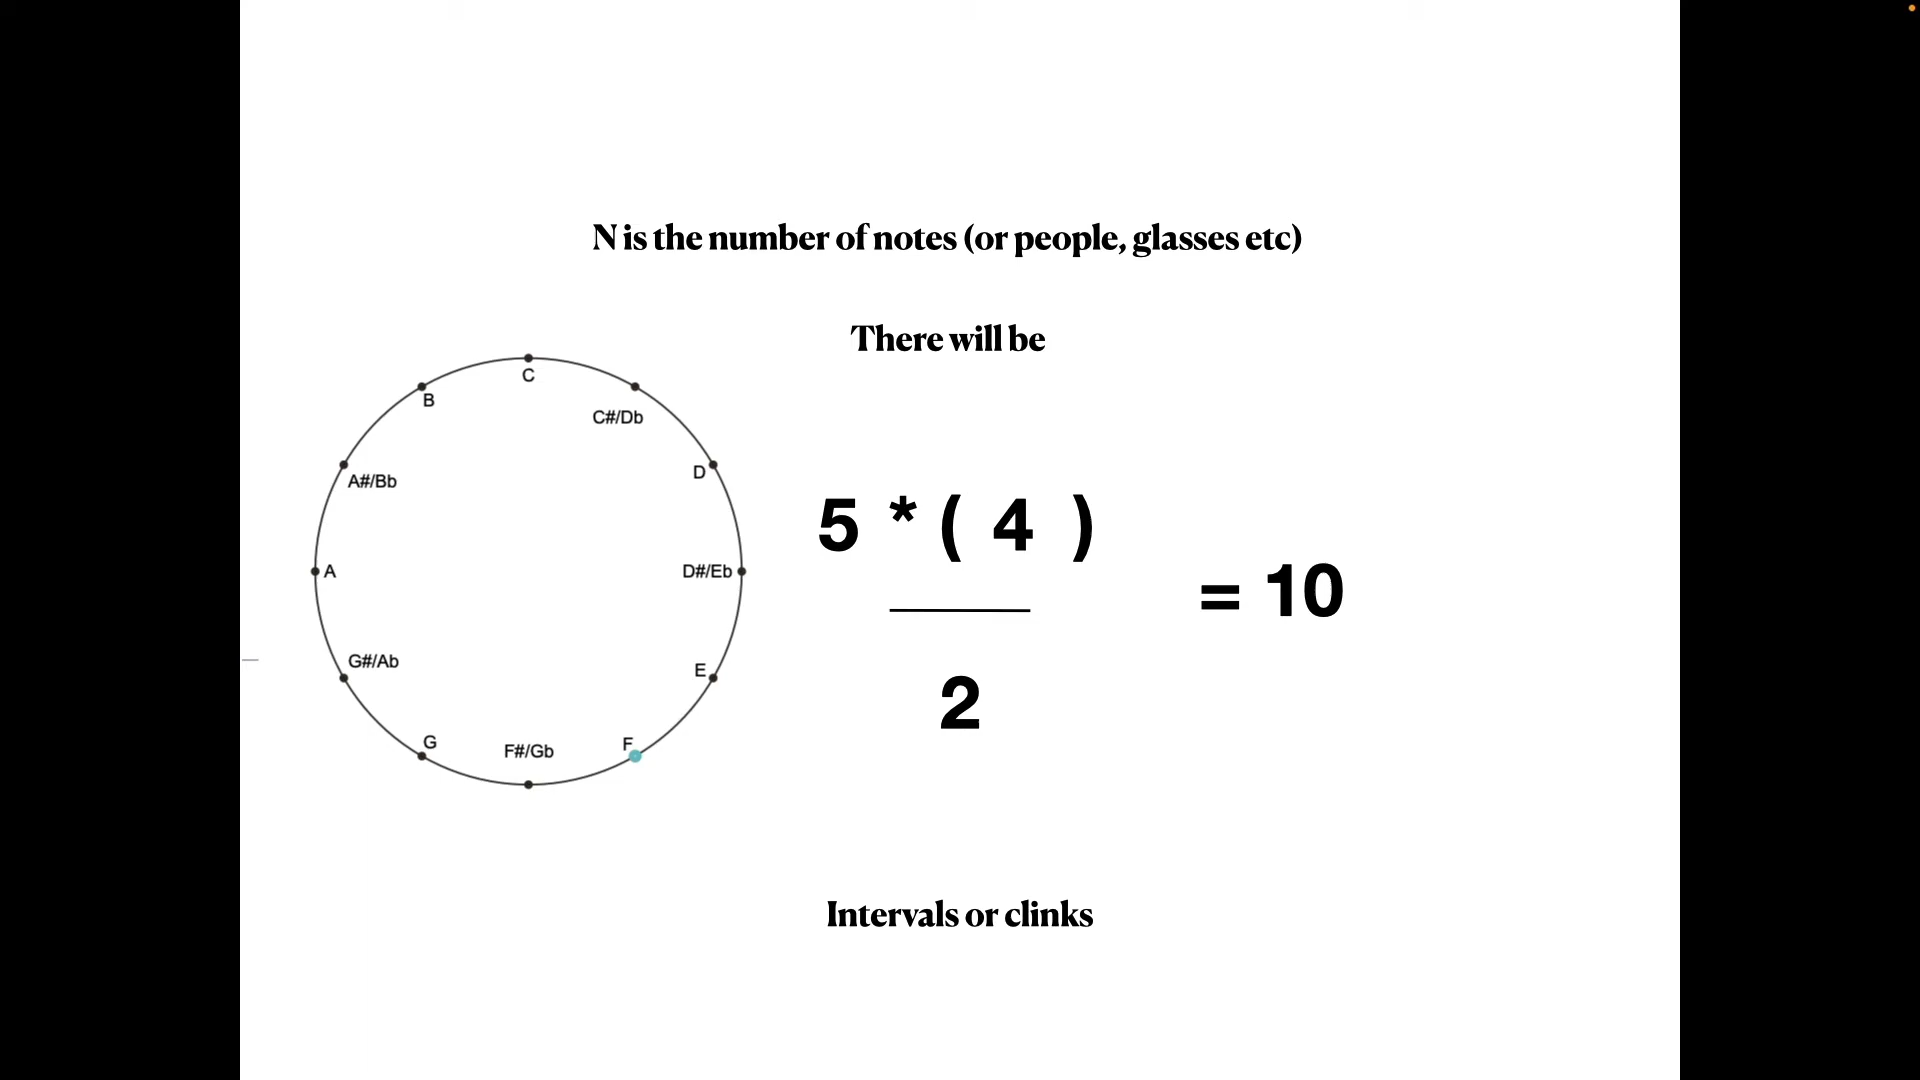 N is the number of notes (or people, glasses etc)
There will be
C
B
C#/Db
A#/Bb
D
A
D#/Eb
G#/Ab
E
G
F#/Gb
F
5 * ( 4 )
2
= 10
Intervals or clinks